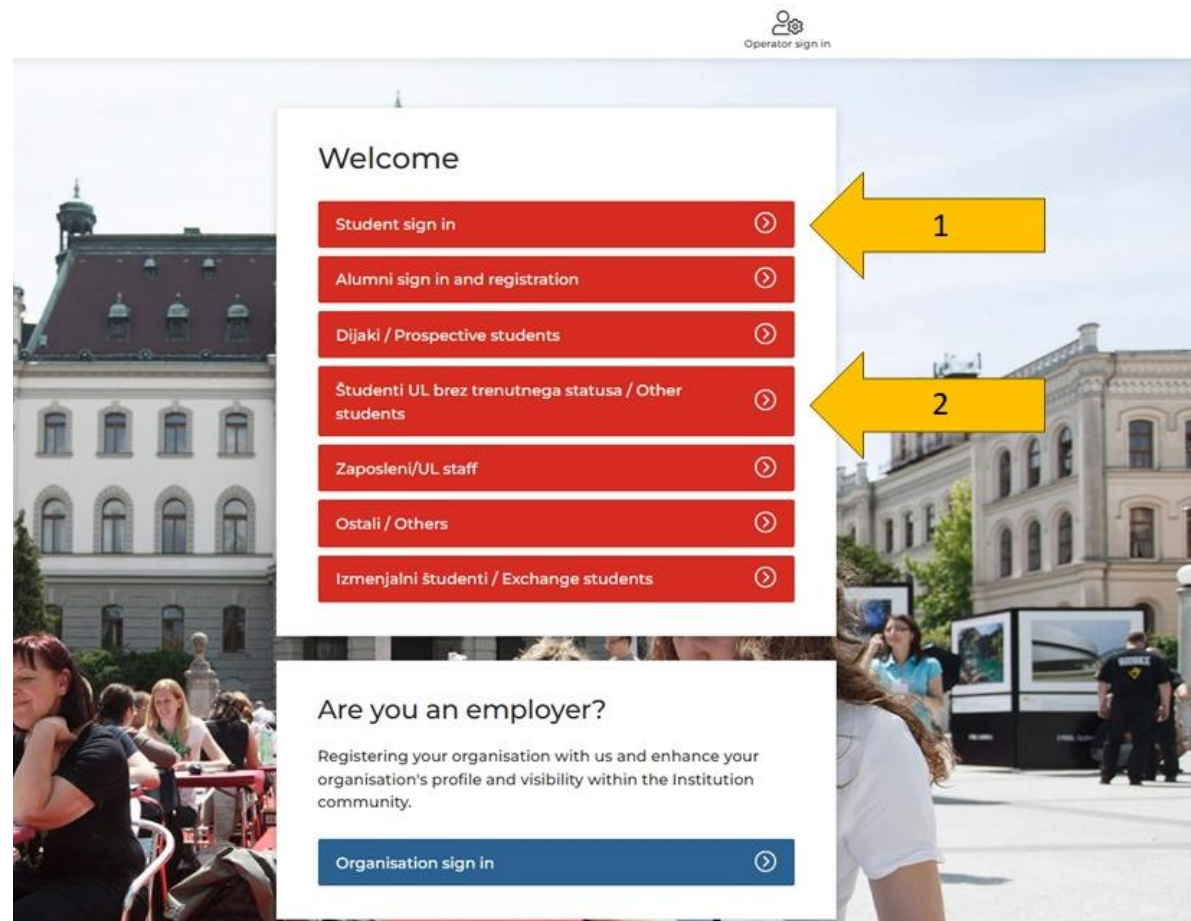 Operator sign in
Welcome
Student sign in
1
Alumni sign in and registration
Dijaki / Prospective students
Študenti UL brez trenutnega statusa / Other
students
2
Zaposleni/UL staff
Ostali / Others
Izmenjalni študenti / Exchange students
Are you an employer?
Registering your organisation with us and enhance your
organisation's profile and visibility within the Institution
community.
Organisation sign in